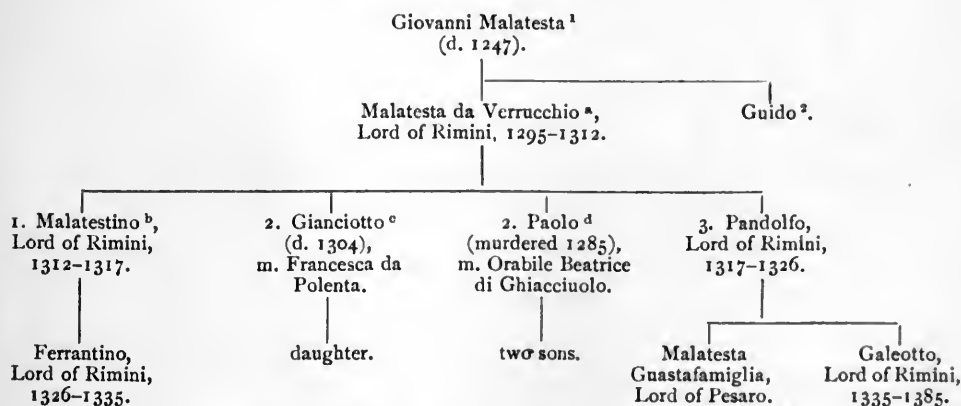 Giovanni Malatesta ¹
(d. 1247).
Malatesta da Verrucchio ᵃ,
Lord of Rimini, 1295–1312.
Guido ².
1. Malatestino ᵇ,
Lord of Rimini,
1312–1317.
2. Gianciotto ᶜ
(d. 1304),
m. Francesca da
Polenta.
2. Paolo ᵈ
(murdered 1285),
m. Orabile Beatrice
di Ghiacciuolo.
3. Pandolfo,
Lord of Rimini,
1317–1326.
Ferrantino,
Lord of Rimini,
1326–1335.
daughter.
two sons.
Malatesta
Guastafamiglia,
Lord of Pesaro.
Galeotto,
Lord of Rimini,
1335–1385.